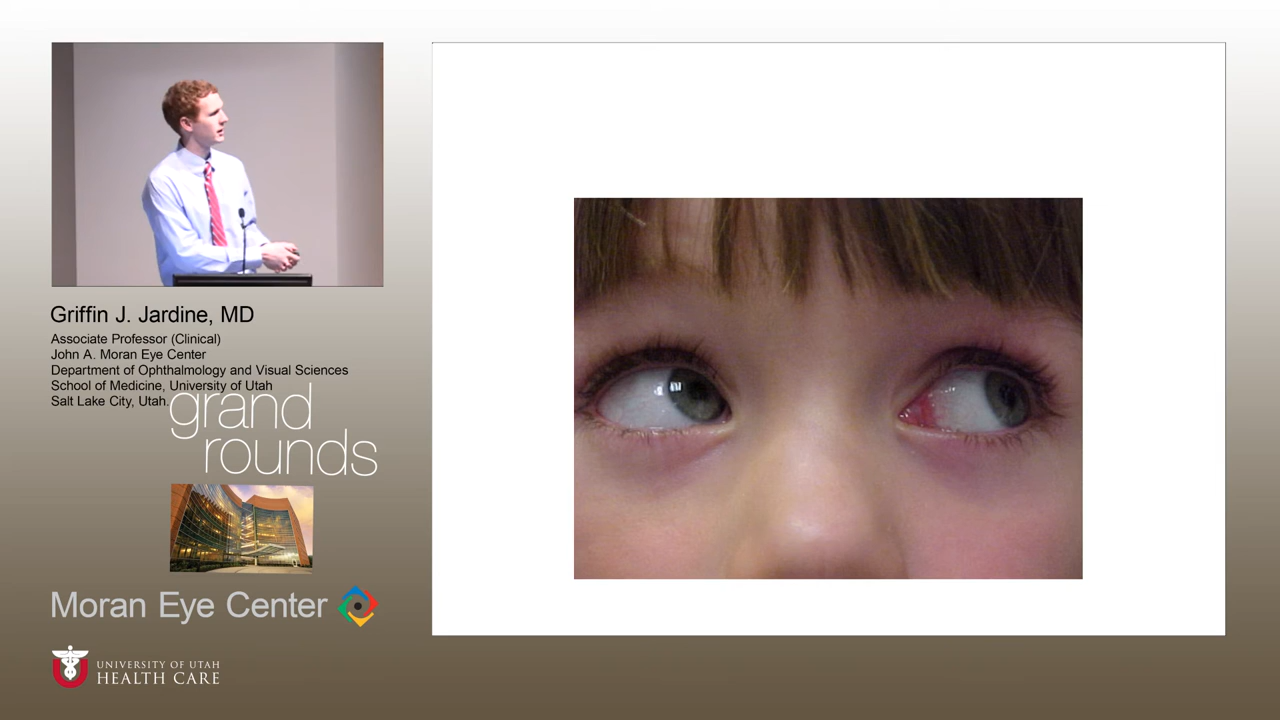 Griffin J. Jardine, MD
Associate Professor (Clinical)
John A. Moran Eye Center
Department of Ophthalmology and Visual Sciences
School of Medicine, University of Utah
Salt Lake City, Utah.
grand
rounds
Moran Eye Center
U
UNIVERSITY OF UTAH
HEALTH CARE